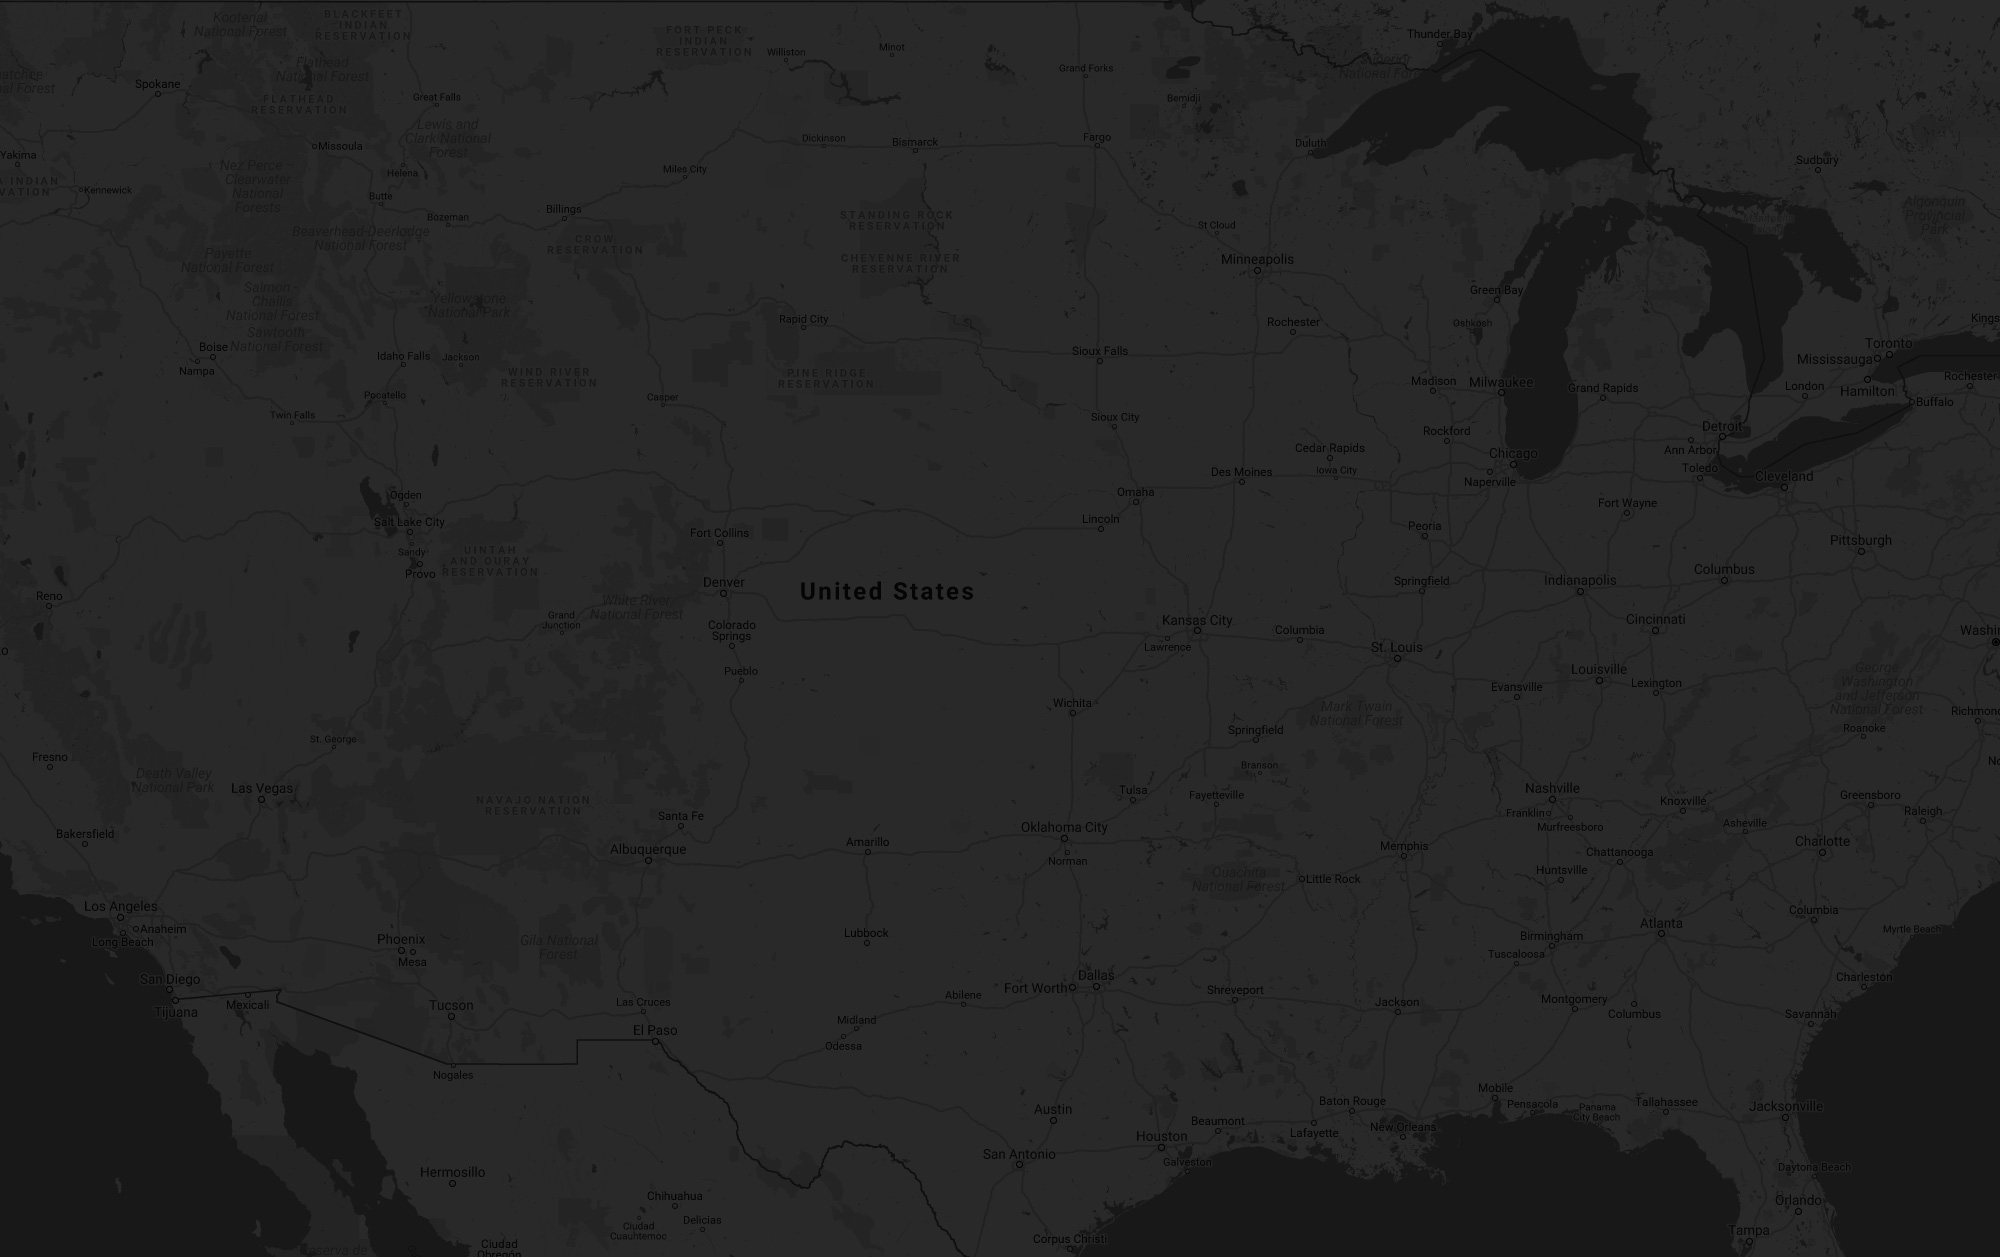 Kootenai
National Forest
BLACKFEET
INDIAN
RESERVATION
FORT PECK
INDIAN
RESERVATION
Williston
Minot
Grand Forks
Thunder Bay
Flathead
National Forest
Spokane
FLATHEAD
RESERVATION
Great Falls
Bemidji
Lewis and
Clark National
Forest
Missoula
Dickinson
Bismarck
Fargo
Duluth
Yakima
Sudbury
Nez Perce -
Clearwater
National
Forests
Helena
Miles City
Kennewick
Butte
Billings
Bozeman
STANDING ROCK
RESERVATION
St Cloud
Algonquin
Provincial
Park
Beaverhead-Deerlodge
National Forest
CROW
RESERVATION
Payette
National Forest
CHEYENNE RIVER
RESERVATION
Minneapolis
Salmon-
Challis
National Forest
Yellowstone
National Park
Green Bay
Rapid City
Rochester
Oshkosh
Kings
Sawtooth
National Forest
Boise
Nampa
Idaho Falls
Jackson
Sioux Falls
Toronto
Mississauga
WIND RIVER
RESERVATION
PINE RIDGE
RESERVATION
Madison
Milwaukee
Grand Rapids
London
Hamilton
Rochester
Pocatello
Casper
Buffalo
Twin Falls
Sioux City
Rockford
Detroit
Cedar Rapids
Chicago
Ann Arbor
Des Moines
Iowa City
Naperville
Toledo
Cleveland
Ogden
Omaha
Fort Wayne
Salt Lake City
Lincoln
Peoria
Fort Collins
Pittsburgh
Sandy
UINTAH
AND OURAY
RESERVATION
Provo
Denver
Springfield
Indianapolis
Columbus
United States
Reno
White River
National Forest
Grand
Junction
Colorado
Springs
Kansas City
Columbia
Cincinnati
Lawrence
St. Louis
Washin
Pueblo
Louisville
Lexington
Evansville
George
Washington
and Jefferson
National Forest
Wichita
Mark Twain
National Forest
Richmond
Springfield
Roanoke
St. George
Fresno
Death Valley
National Park
Las Vegas
Branson
Tulsa
Fayetteville
Nashville
Knoxville
Greensboro
NAVAJO NATION
RESERVATION
Santa Fe
Franklin
Murfreesboro
Raleigh
Asheville
Bakersfield
Oklahoma City
Amarillo
Charlotte
Albuquerque
Norman
Memphis
Chattanooga
Huntsville
Ouachita
National Forest
Little Rock
Los Angeles
Anaheim
Long Beach
Columbia
Phoenix
Mesa
Gila National
Forest
Lubbock
Birmingham
Atlanta
Myrtle Beach
Tuscaloosa
San Diego
Dallas
Fort Worth
Charleston
Tijuana
Mexicali
Tucson
Las Cruces
Abilene
Shreveport
Jackson
Montgomery
Columbus
Savannah
El Paso
Midland
Odessa
Nogales
Mobile
Pensacola
Panama
City Beach
Tallahassee
Jacksonville
Austin
Baton Rouge
Beaumont
Lafayette
New Orleans
Houston
San Antonio
Galveston
Hermosillo
Daytona Beach
Chihuahua
Orlando
Delicias
Ciudad
Cuauhtemoc
Tampa
Corpus Christi
Ciudad
Obregón